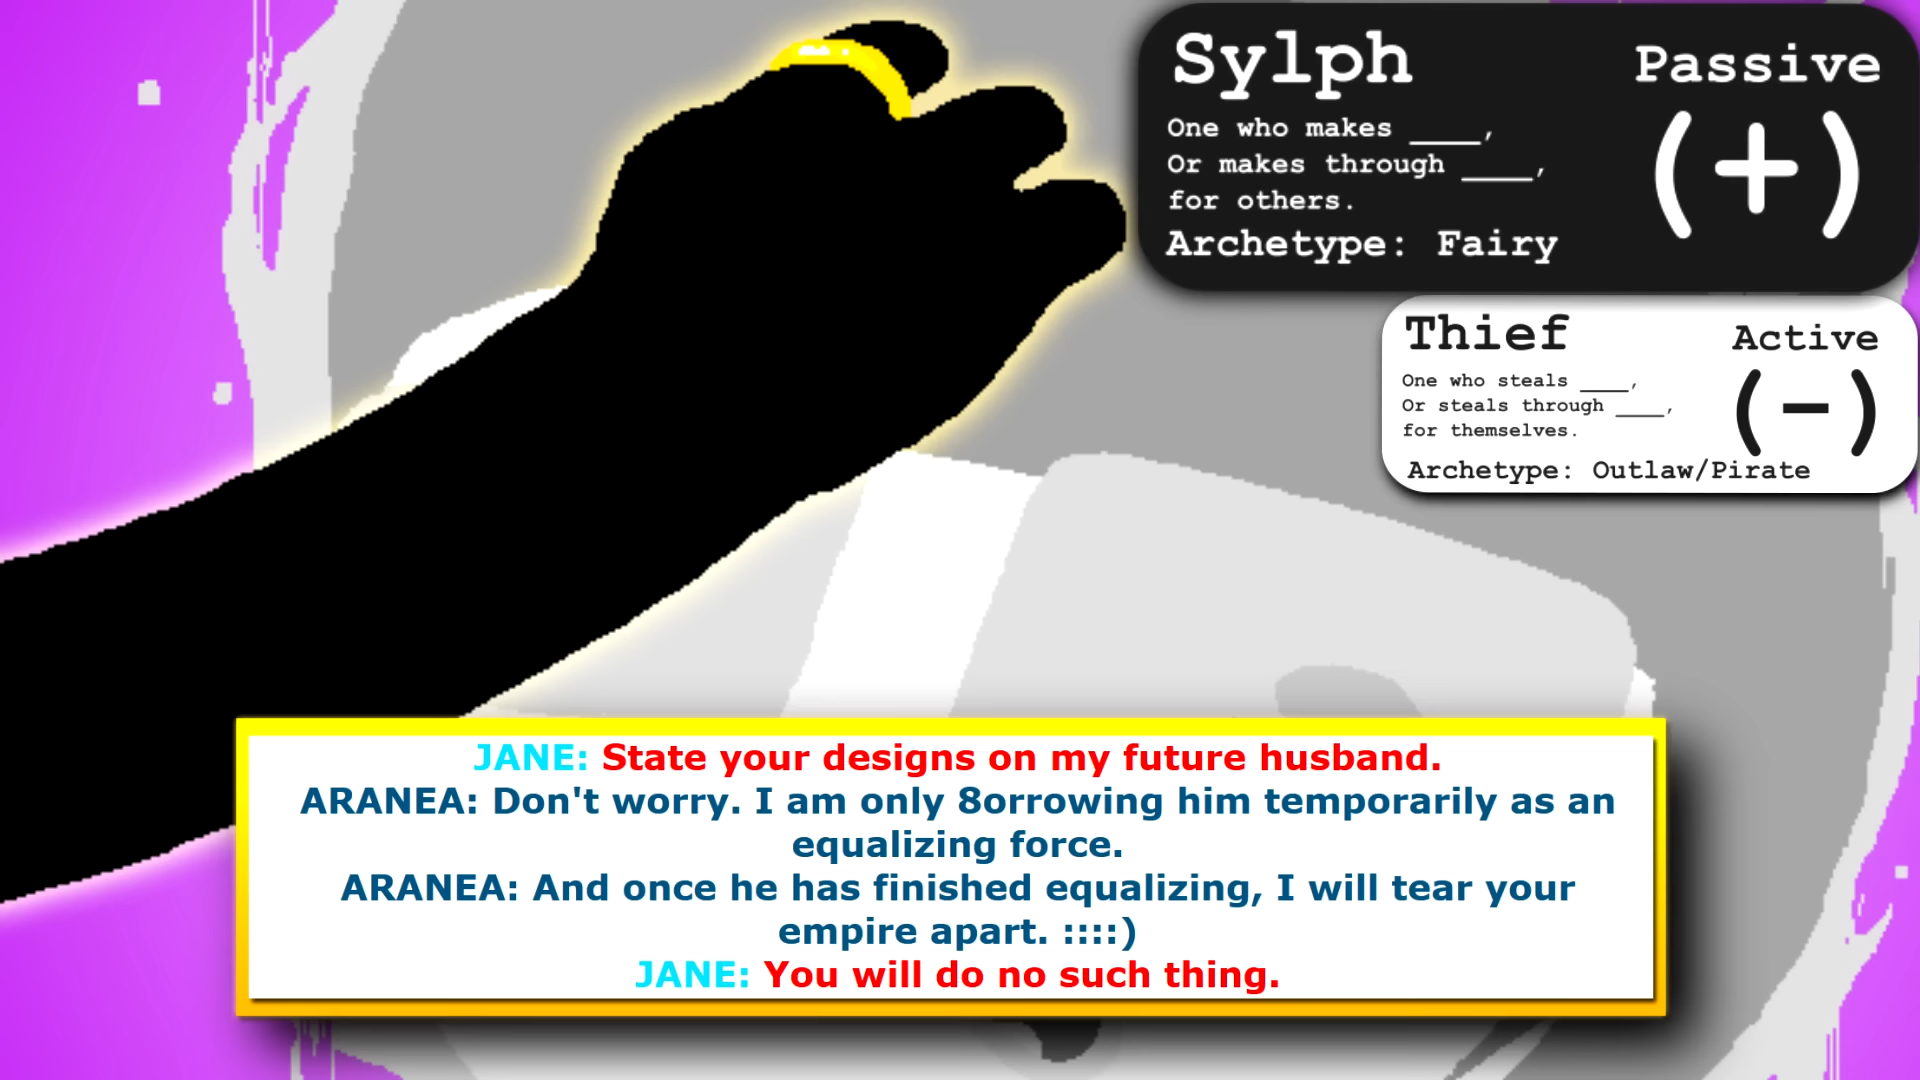 Sylph
Passive
One who makes ____,
Or makes through ____,
for others.
(+)
Archetype: Fairy
Thief
Active
One who steals ____,
Or steals through ____,
for themselves.
(-)
Archetype: Outlaw/Pirate
JANE: State your designs on my future husband.
ARANEA: Don't worry. I am only 8orrowing him temporarily as an
equalizing force.
ARANEA: And once he has finished equalizing, I will tear your
empire apart. ::::)
JANE: You will do no such thing.